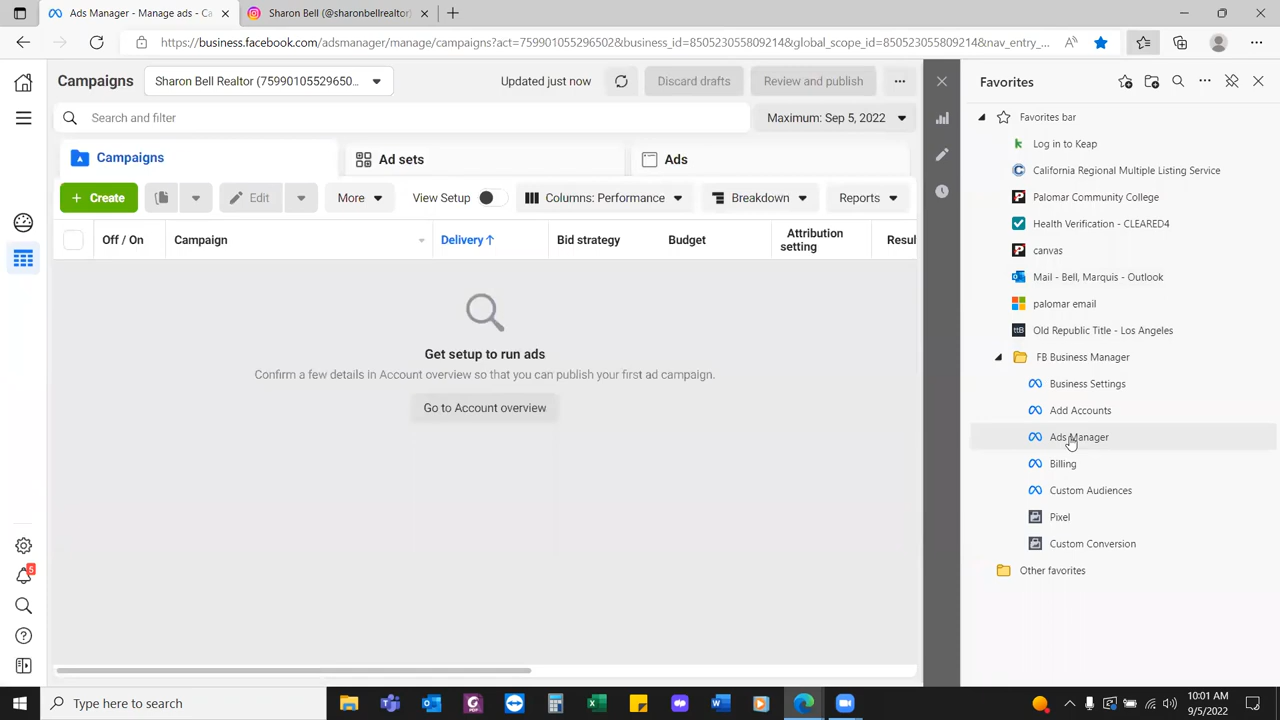 Ads Manager - Manage ads - Ca
Sharon Bell (@sharonbellrealtor)
https://business.facebook.com/adsmanager/manage/campaigns?act=759901055296502&business_id=850523055809214&global_scope_id=850523055809214&nav_entry_...
Campaigns
Sharon Bell Realtor (75990105529650...
Updated just now
Discard drafts
Review and publish
Favorites
Search and filter
Maximum: Sep 5, 2022
Favorites bar
Log in to Keap
California Regional Multiple Listing Service
Palomar Community College
Health Verification - CLEARED4
canvas
Mail - Bell, Marquis - Outlook
palomar email
Old Republic Title - Los Angeles
FB Business Manager
Business Settings
Add Accounts
Ads Manager
Billing
Custom Audiences
Pixel
Custom Conversion
Other favorites
Campaigns
Ad sets
Ads
+ Create
Edit
More
View Setup
Columns: Performance
Breakdown
Reports
Off / On
Campaign
Delivery ↑
Bid strategy
Budget
Attribution
setting
Resul
Get setup to run ads
Confirm a few details in Account overview so that you can publish your first ad campaign.
Go to Account overview
5
Type here to search
10:01 AM
9/5/2022